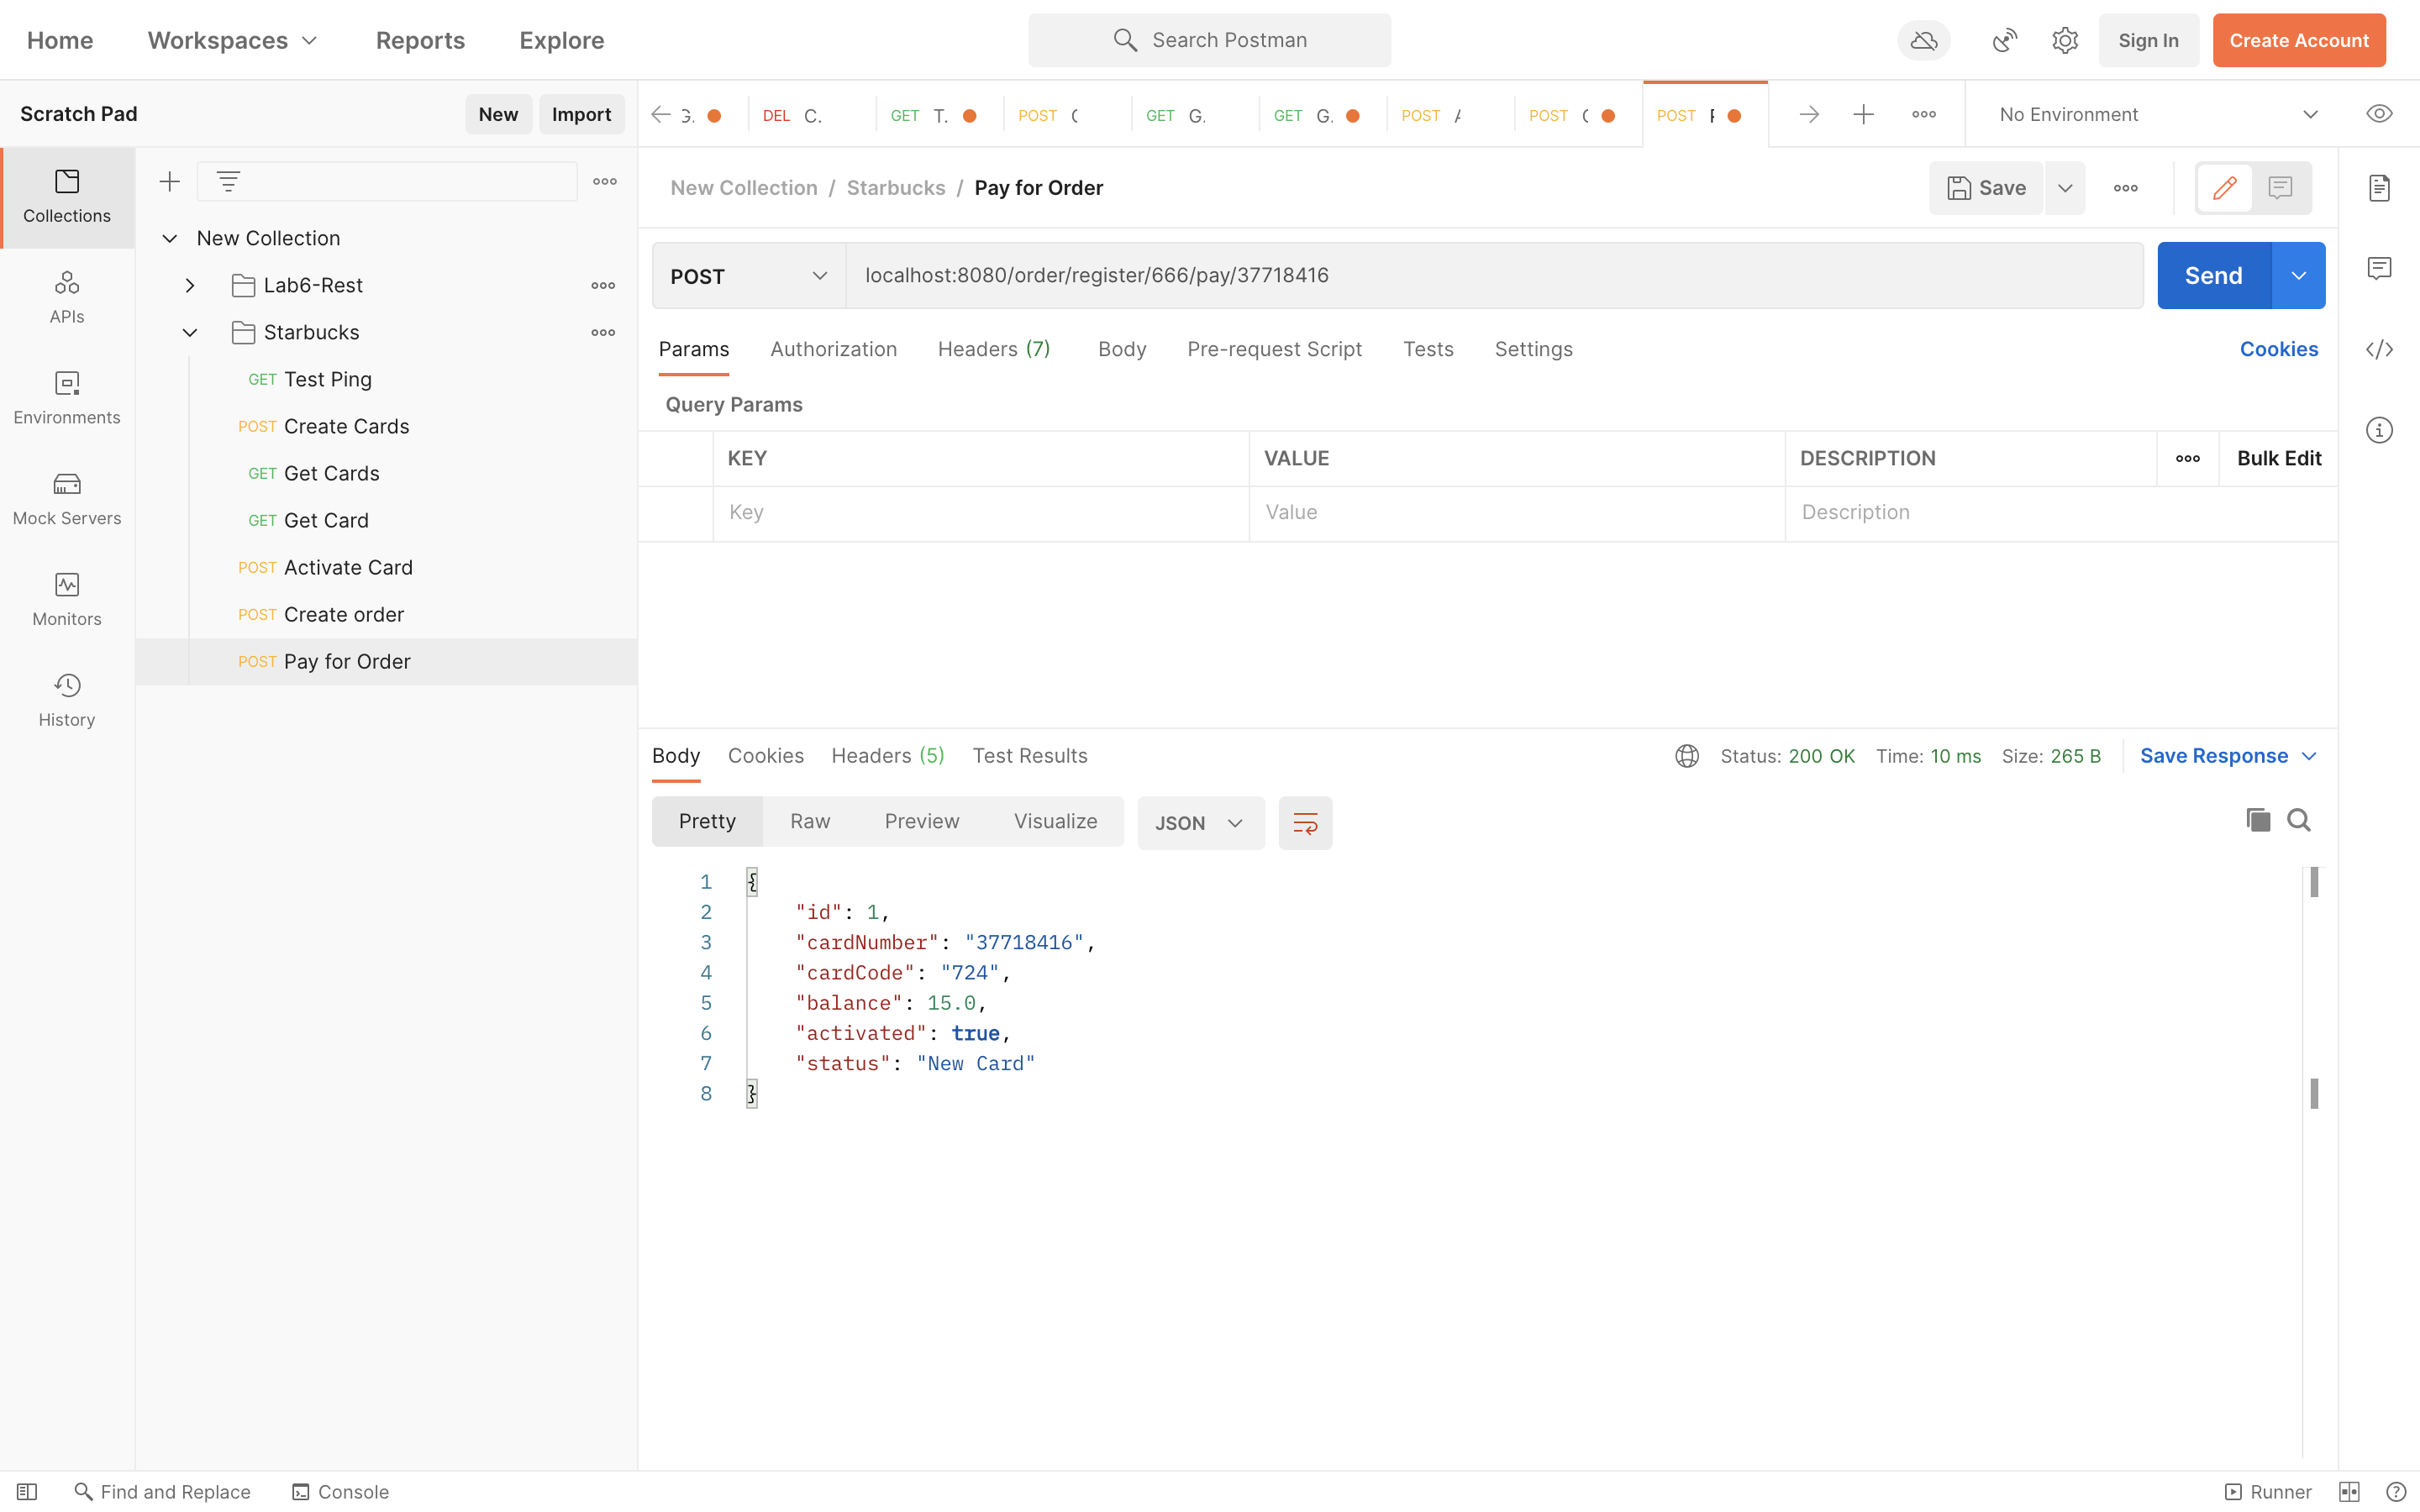 Home Workspaces Reports Explore Search Postman Sign In Create Account
Scratch Pad New Import G. DEL C. GET T. POST GET G. GET G. POST POST POST No Environment
Collections
APIs
Environments
Mock Servers
Monitors
History
New Collection
Lab6-Rest
Starbucks
GET Test Ping
POST Create Cards
GET Get Cards
GET Get Card
POST Activate Card
POST Create order
POST Pay for Order
New Collection / Starbucks / Pay for Order Save
POST localhost:8080/order/register/666/pay/37718416 Send
Params Authorization Headers (7) Body Pre-request Script Tests Settings Cookies
Query Params
KEY VALUE DESCRIPTION Bulk Edit
Key Value Description
Body Cookies Headers (5) Test Results Status: 200 OK Time: 10 ms Size: 265 B Save Response
Pretty Raw Preview Visualize JSON
1 {
2 "id": 1,
3 "cardNumber": "37718416",
4 "cardCode": "724",
5 "balance": 15.0,
6 "activated": true,
7 "status": "New Card"
8 }
Find and Replace Console Runner